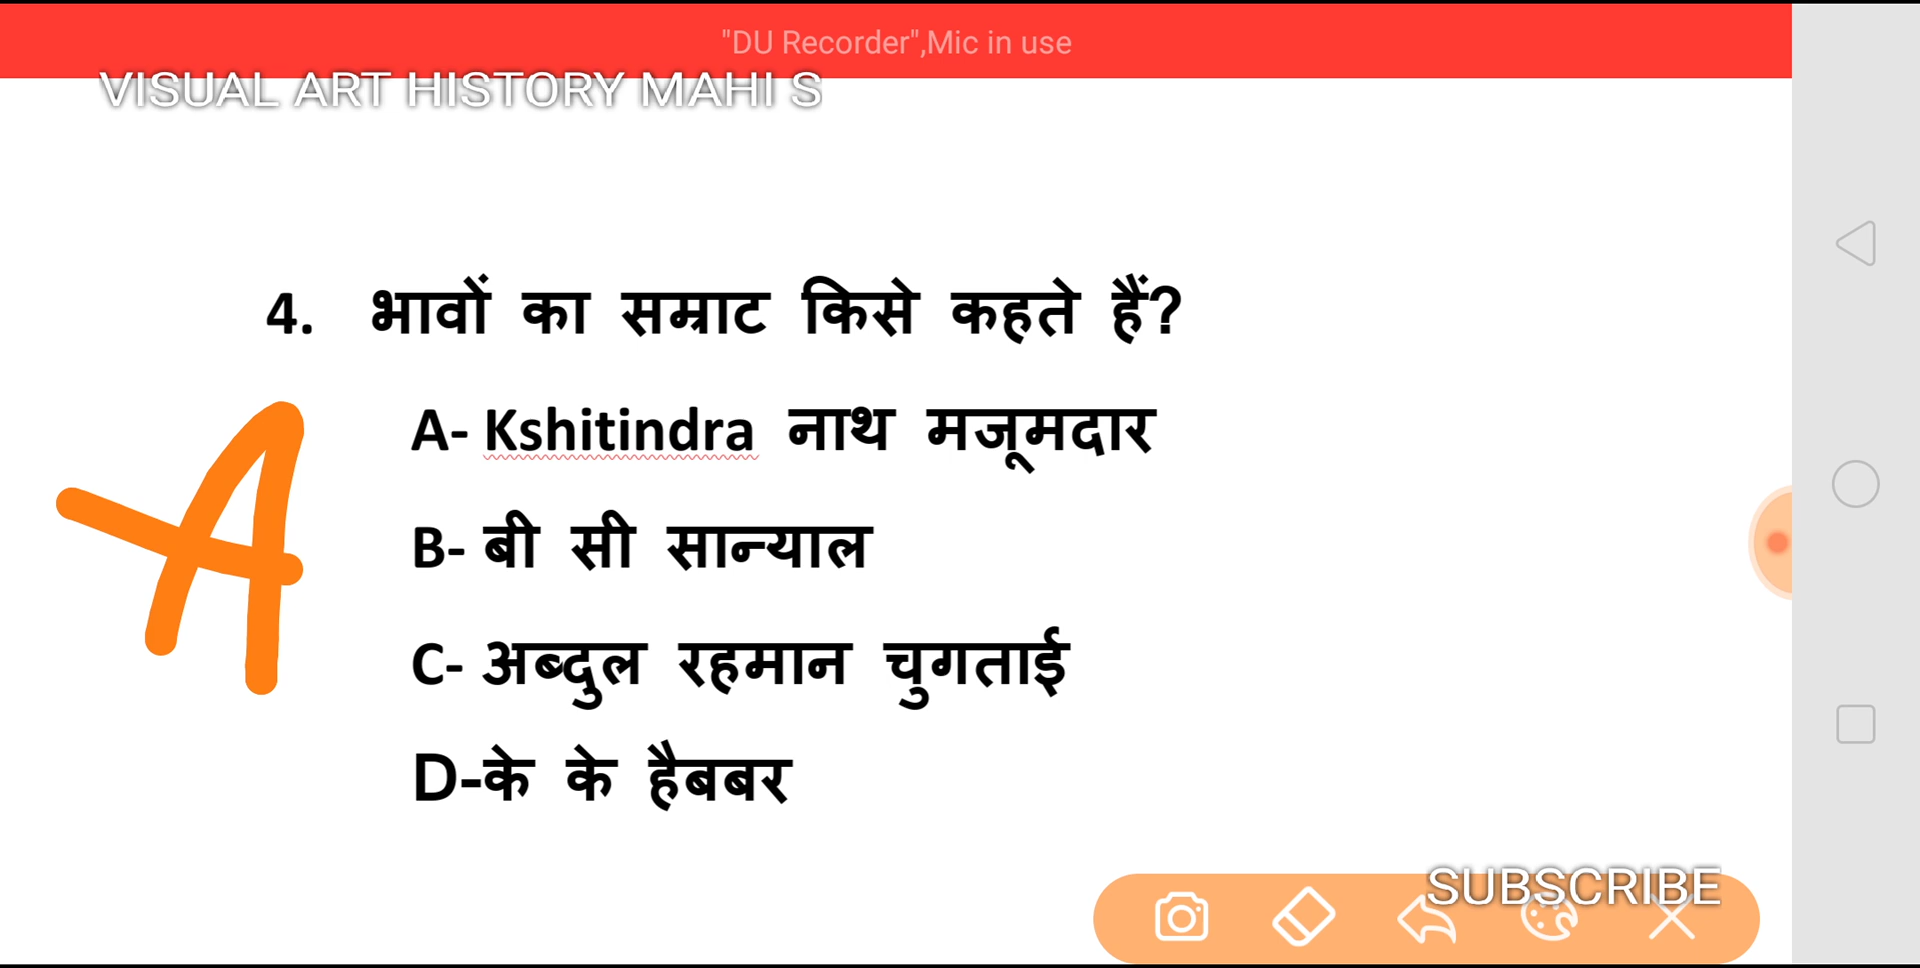 "DU Recorder",Mic in use
VISUAL ART HISTORY MAHI S
4. भावों का सम्राट किसे कहते हैं?
A- Kshitindra नाथ मजूमदार
A
B- बी सी सान्याल
C- अब्दुल रहमान चुगताई
D-के के हैबबर
SUBSCRIBE